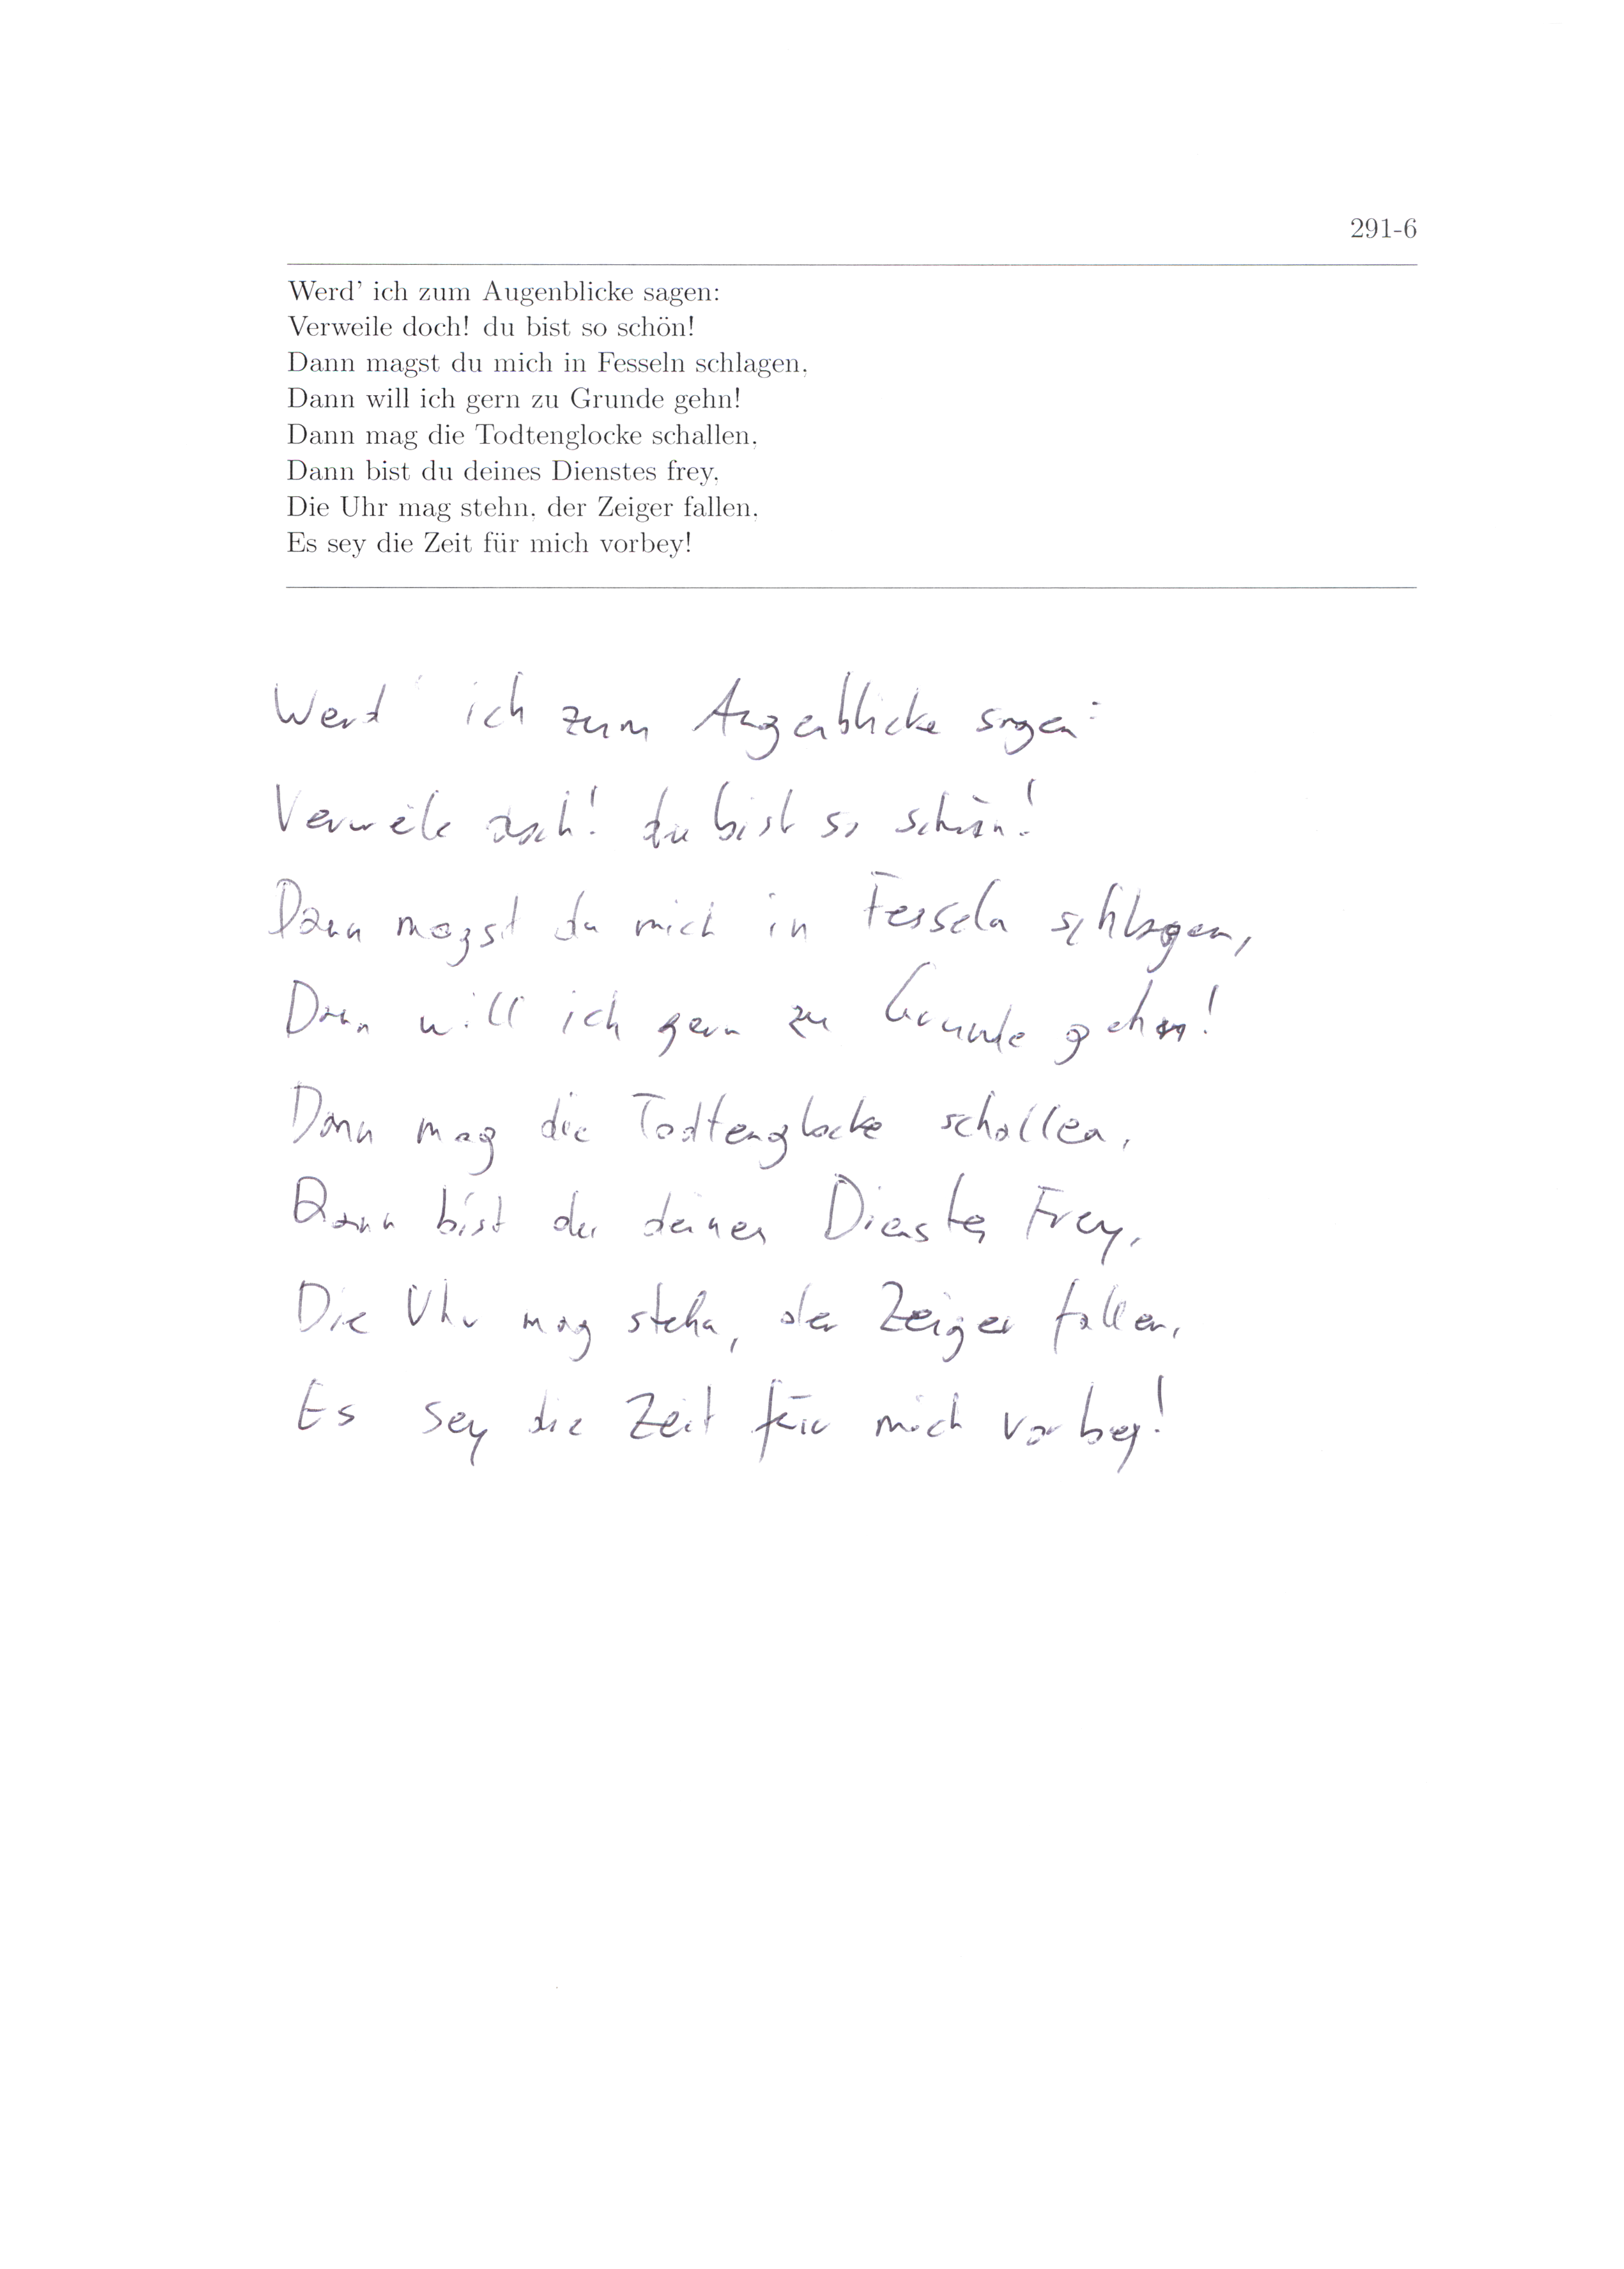 291-6
Werd' ich zum Augenblicke sagen:
Verweile doch! du bist so schön!
Dann magst du mich in Fesseln schlagen,
Dann will ich gern zu Grunde gehn!
Dann mag die Todtenglocke schallen,
Dann bist du deines Dienstes frey,
Die Uhr mag stehn, der Zeiger fallen,
Es sey die Zeit für mich vorbey!
Werd' ich zum Augenblicke sagen:
Verweile doch! du bist so schön!
Dann magst du mich in Fesseln schlagen,
Dann will ich gern zu Grunde gehn!
Dann mag die Todtenglocke schallen,
Dann bist du deines Dienstes Frey,
Die Uhr mag stehn, der Zeiger fallen,
Es sey die Zeit für mich vorbey!